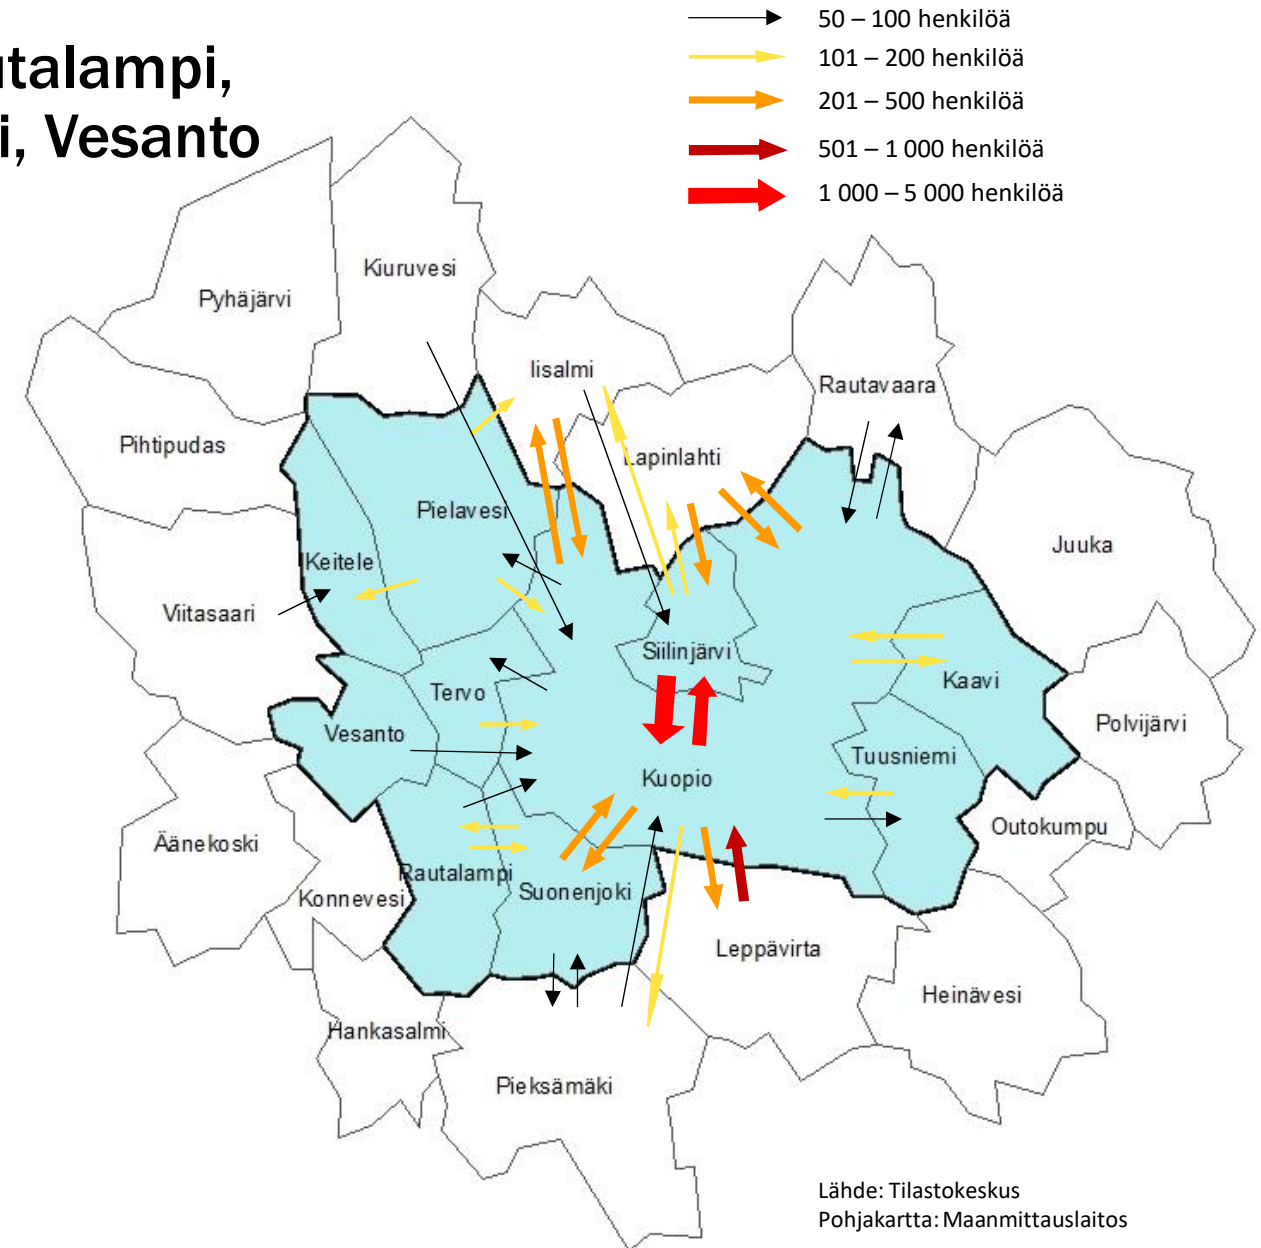 utalampi,
i, Vesanto
50 – 100 henkilöä
101 – 200 henkilöä
201 – 500 henkilöä
501 – 1 000 henkilöä
1 000 – 5 000 henkilöä
Kiuruvesi
Pyhäjärvi
Iisalmi
Rautavaara
Pihtipudas
Lapinlahti
Pielavesi
Juuka
Keitele
Viitasaari
Siilinjärvi
Kaavi
Tervo
Polvijärvi
Vesanto
Tuusniemi
Kuopio
Outokumpu
Äänekoski
Rautalampi
Suonenjoki
Konnevesi
Leppävirta
Heinävesi
Hankasalmi
Pieksämäki
Lähde: Tilastokeskus
Pohjakartta: Maanmittauslaitos